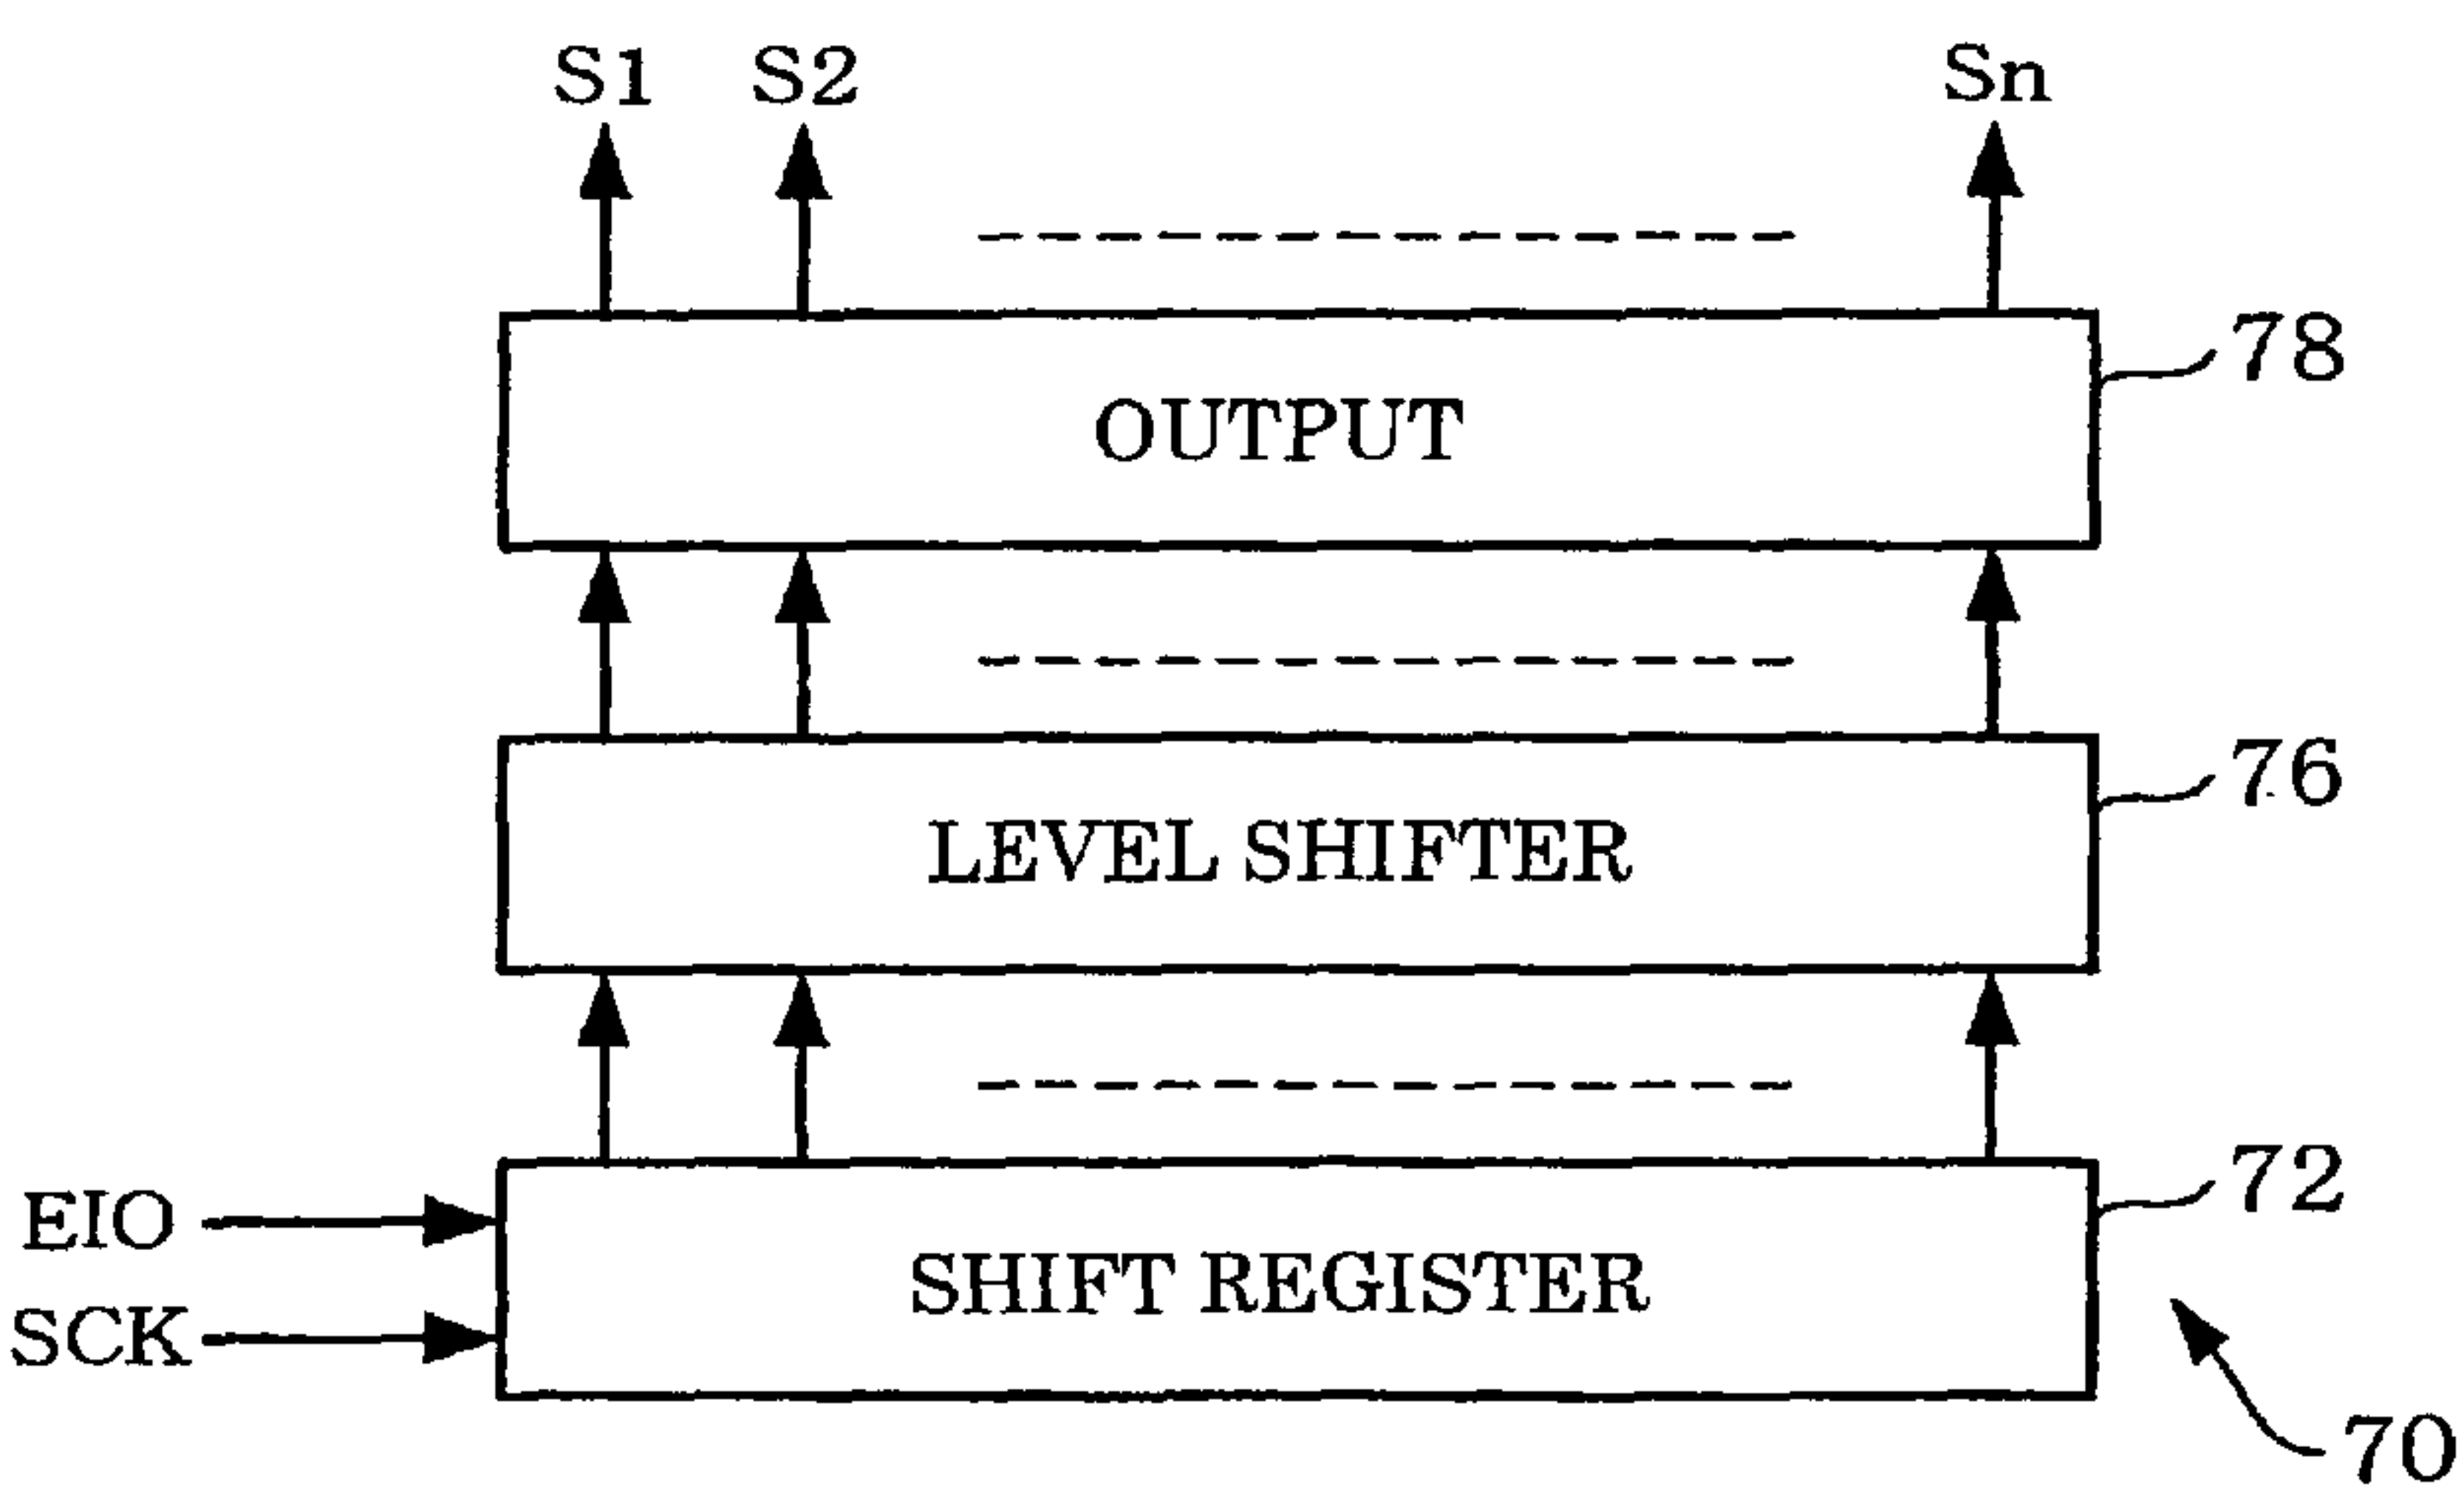 S1 S2 Sn
78
OUTPUT
76
LEVEL SHIFTER
72
EIO
SHIFT REGISTER
SCK
70